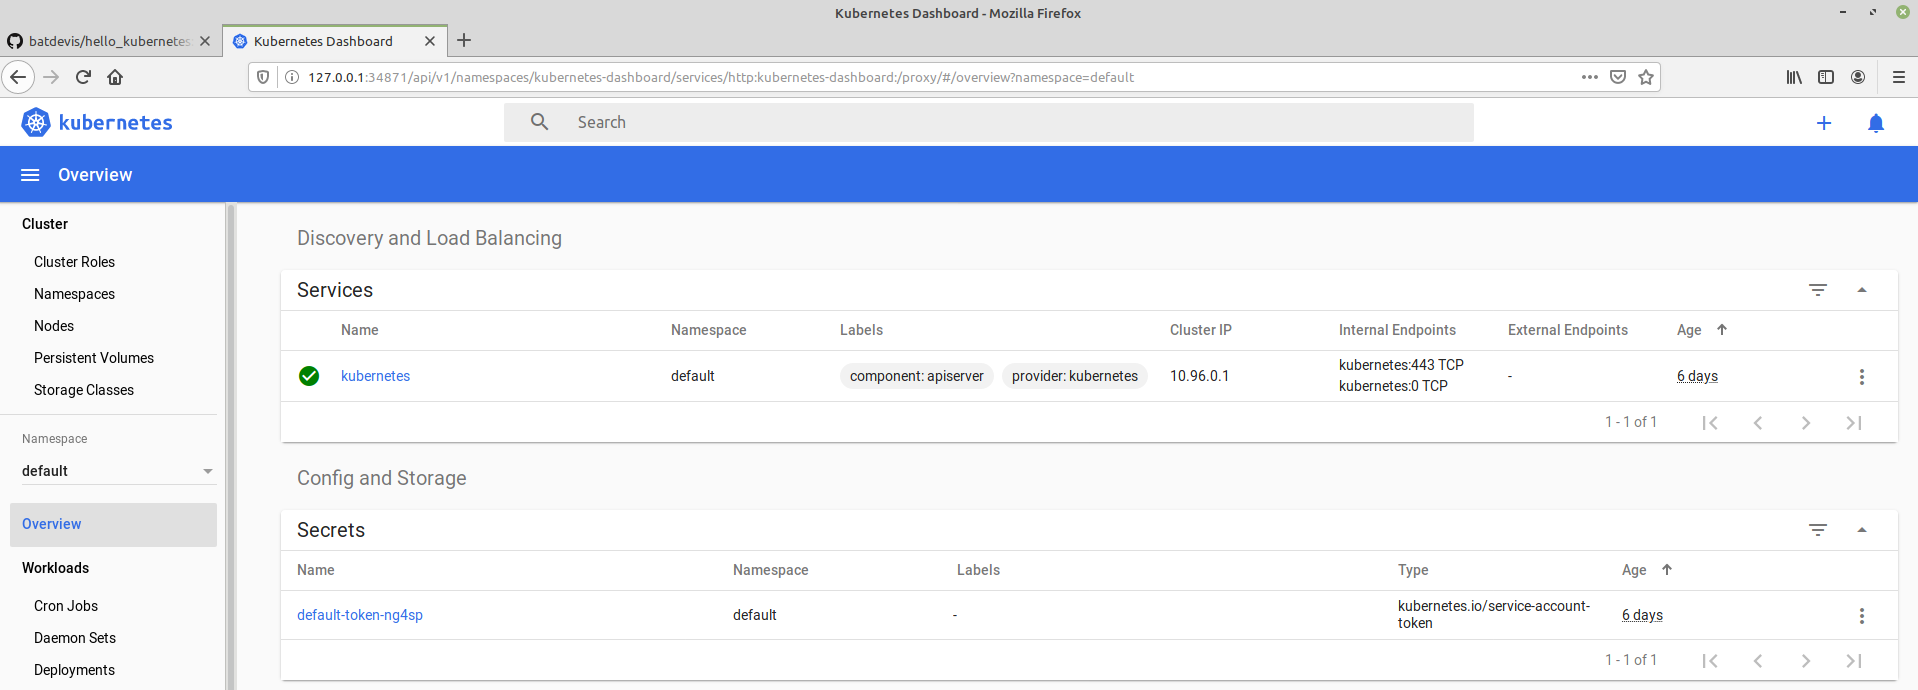 Kubernetes Dashboard - Mozilla Firefox
batdevis/hello_kubernetes
Kubernetes Dashboard
127.0.0.1:34871/api/v1/namespaces/kubernetes-dashboard/services/http:kubernetes-dashboard:/proxy/#/overview?namespace=default
kubernetes
Search
Overview
Cluster
Cluster Roles
Namespaces
Nodes
Persistent Volumes
Storage Classes
Namespace
default
Overview
Workloads
Cron Jobs
Daemon Sets
Deployments
Discovery and Load Balancing
Services
Name Namespace Labels Cluster IP Internal Endpoints External Endpoints Age
kubernetes default component: apiserver provider: kubernetes 10.96.0.1 kubernetes:443 TCP - 6 days
kubernetes:0 TCP
1 - 1 of 1
Config and Storage
Secrets
Name Namespace Labels Type Age
default-token-ng4sp default - kubernetes.io/service-account- 6 days
token
1 - 1 of 1